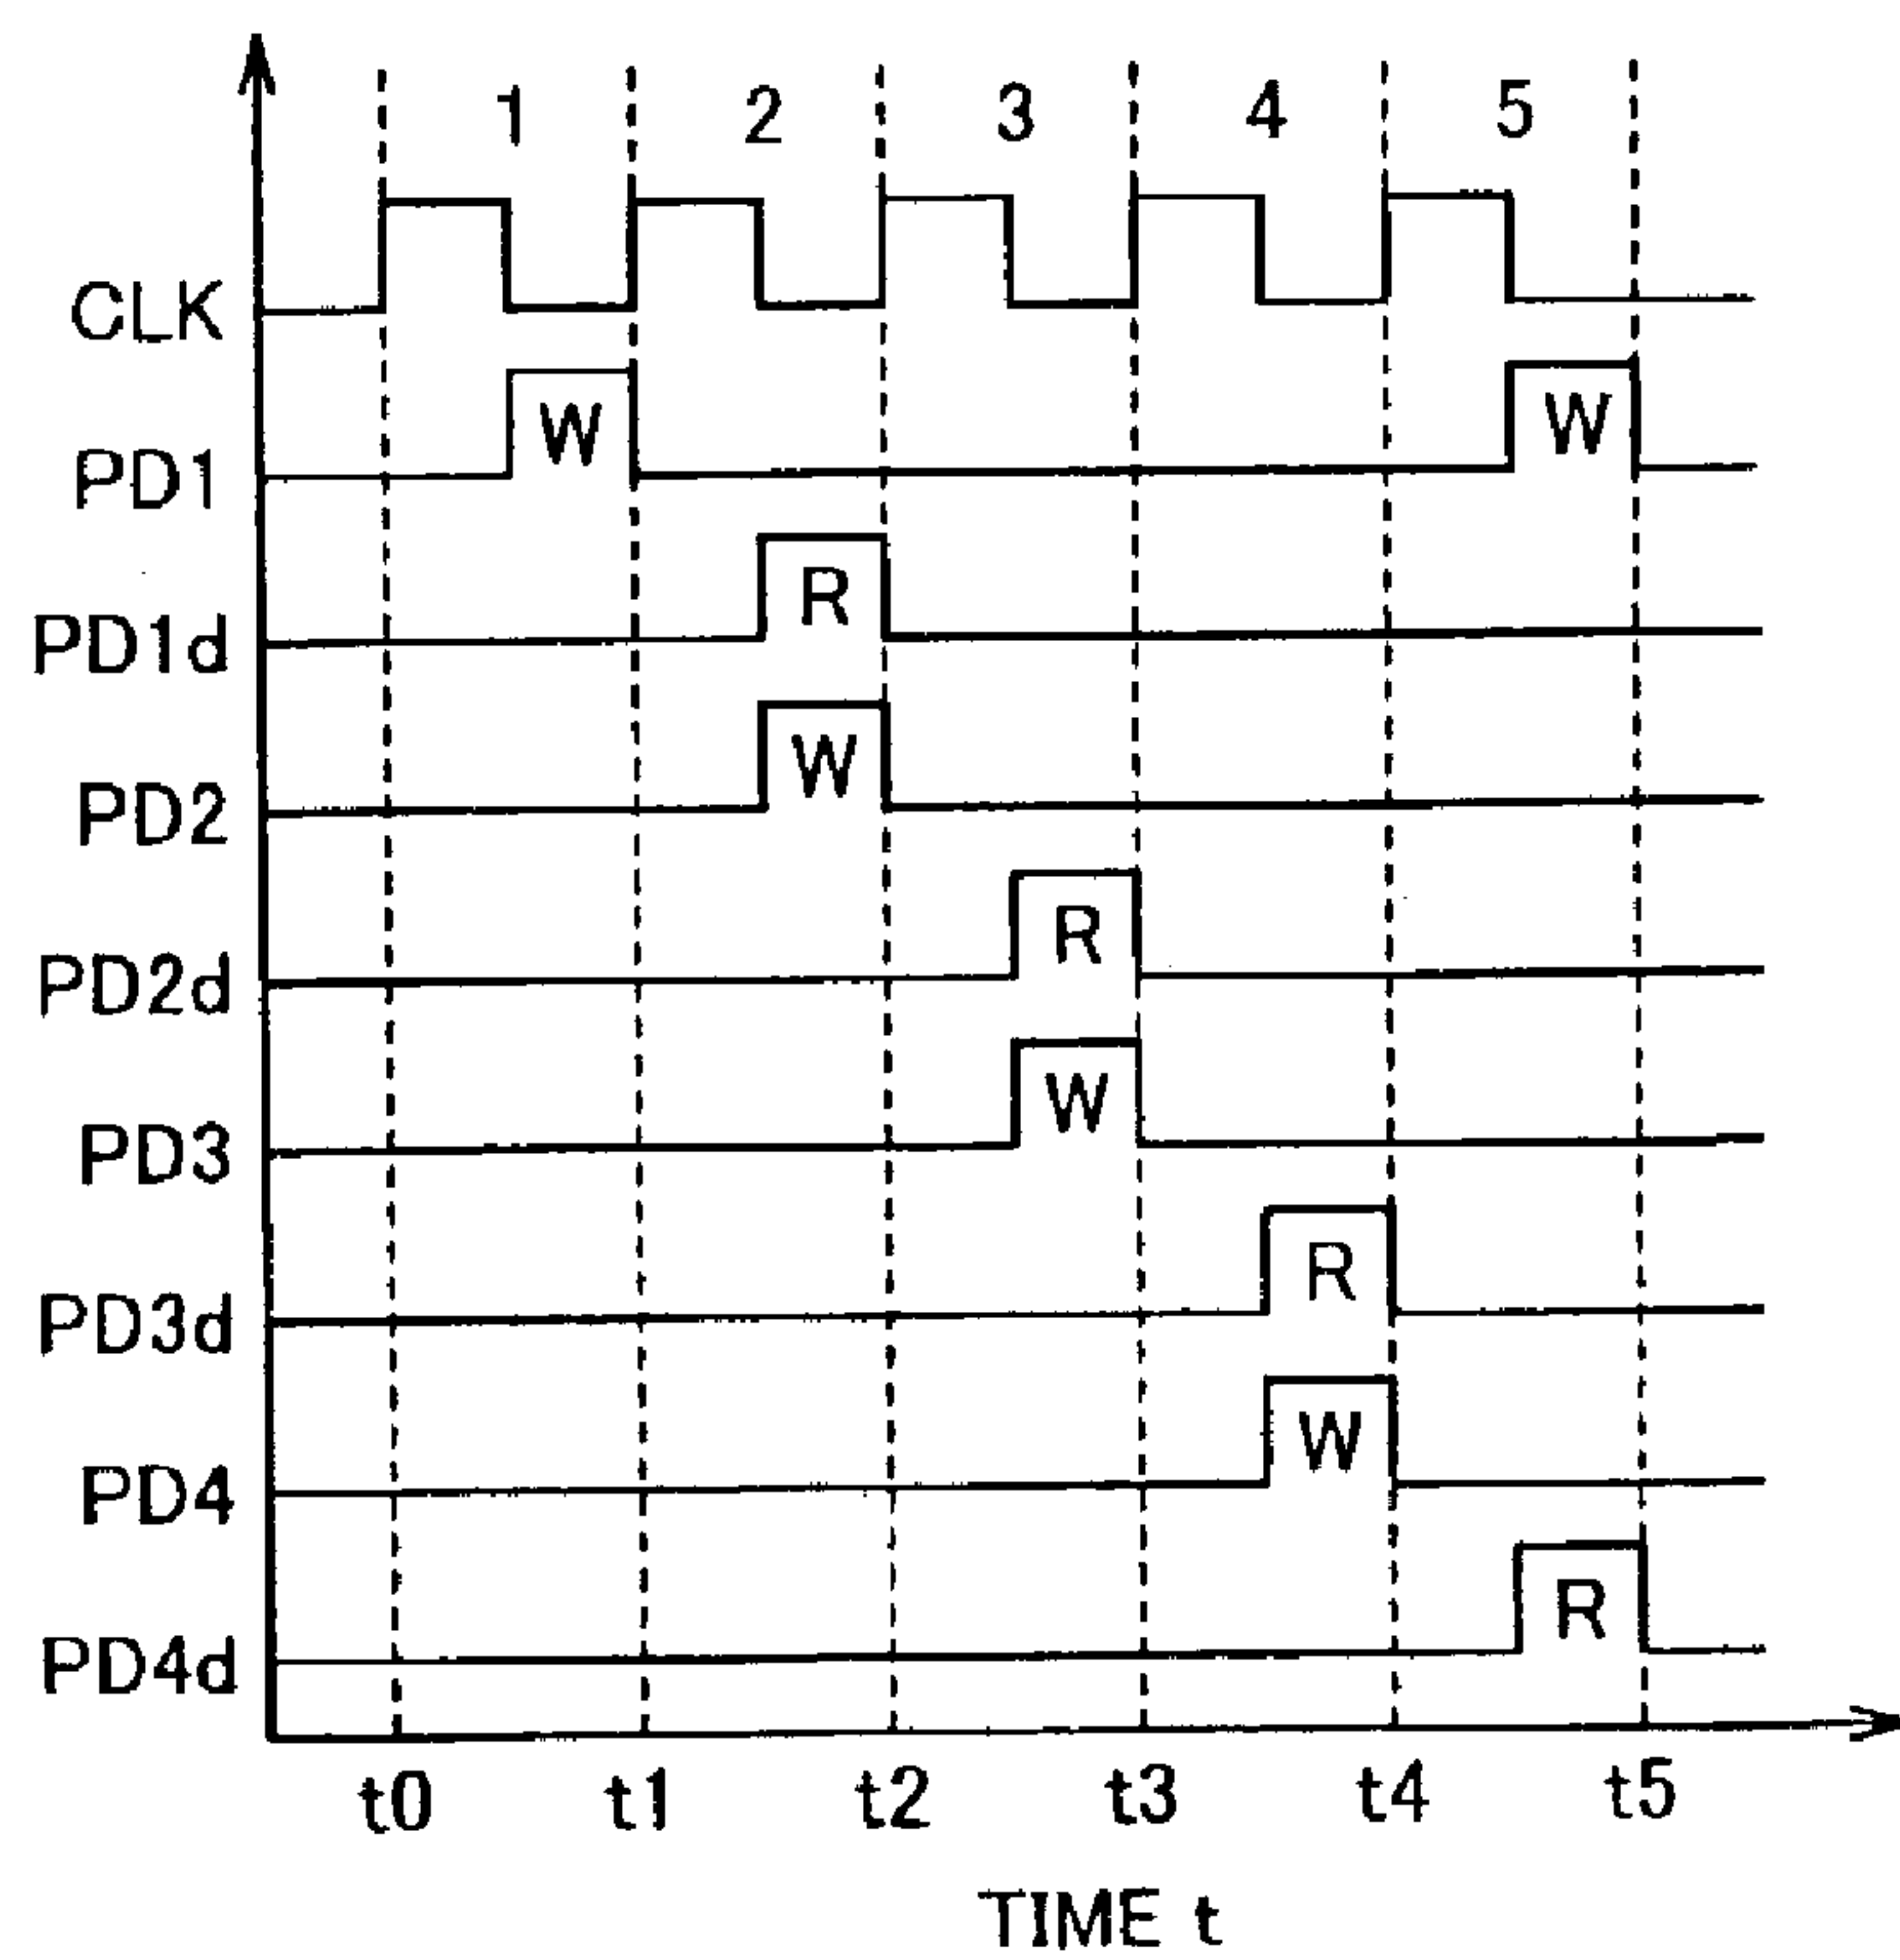 1 2 3 4 5
CLK
PD1 W W
PD1d R
PD2 W
PD2d R
PD3 W
PD3d R
PD4 W
PD4d R
t0 t1 t2 t3 t4 t5
TIME t